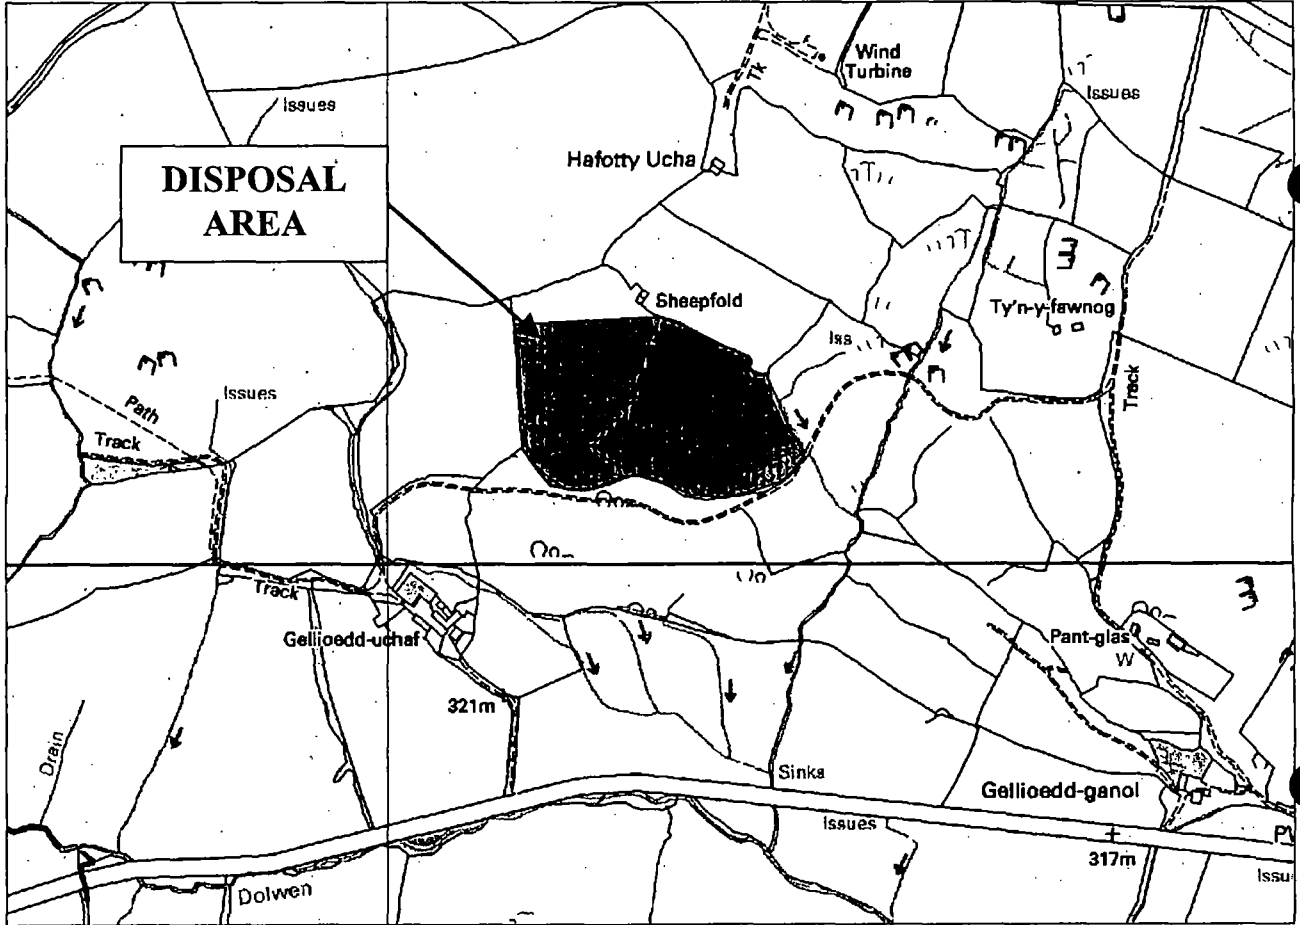 Wind
Turbine
Tk
Issues
Issues
DISPOSAL
AREA
Hafotty Ucha
Sheepfold
Ty'n-y-fawnog
Iss
Path
Issues
Track
Track
Track
Gellioedd-uchaf
Pant-glas
W
321m
Drain
Sinks
Gellioedd-ganol
Issues
317m
Dolwen